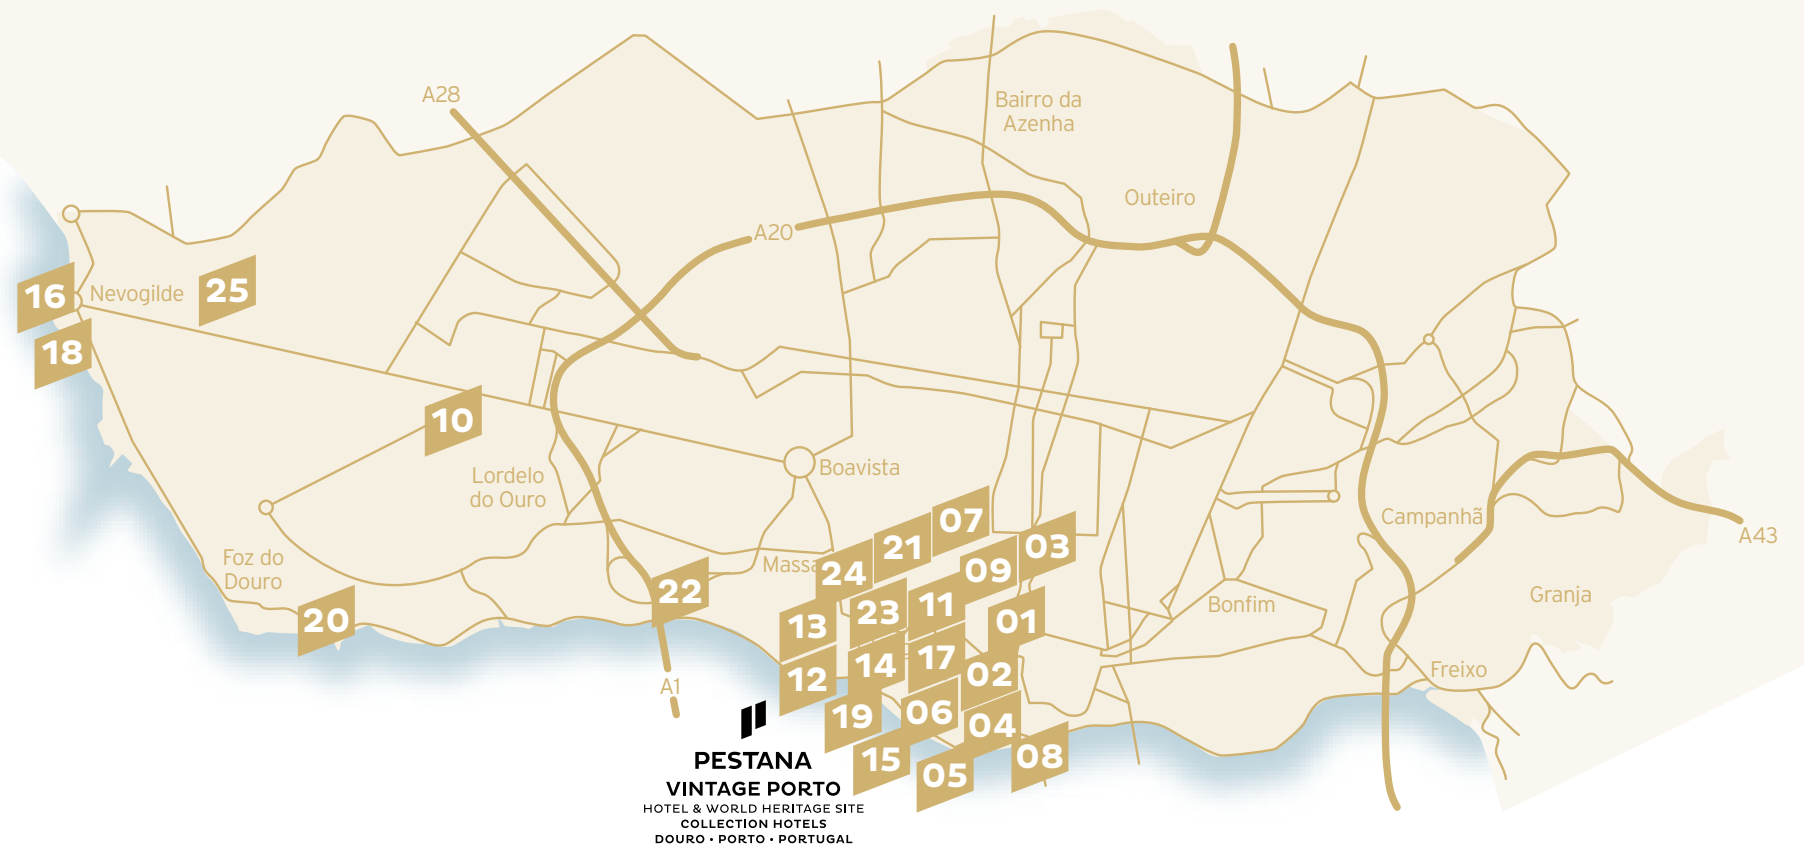 A28
Bairro da
Azenha
Outeiro
A20
16
Nevogilde
25
18
10
Boavista
Lordelo
do Ouro
07
Campanhã
A43
21
03
Foz do
Douro
Massa
24
09
22
Granja
20
13
23
11
01
Bonfim
12
14
17
02
Freixo
A1
19
06
04
15
05
08
PESTANA
VINTAGE PORTO
HOTEL & WORLD HERITAGE SITE
COLLECTION HOTELS
DOURO • PORTO • PORTUGAL